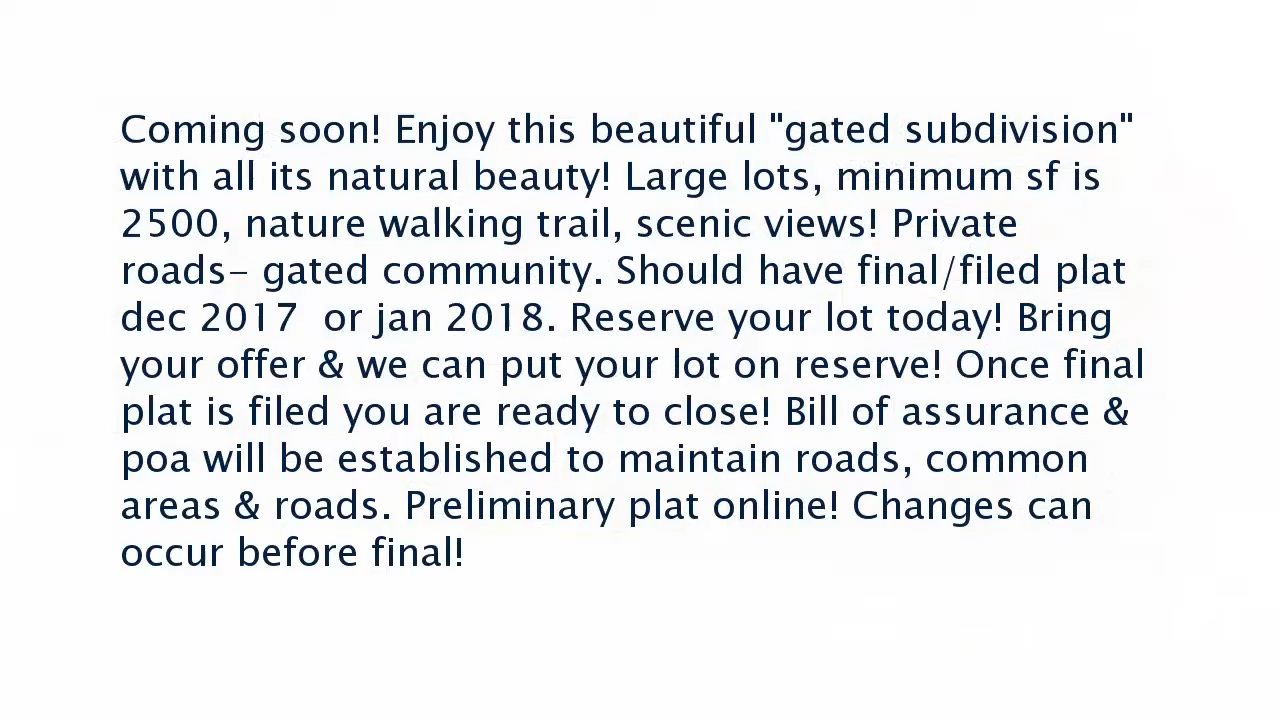 Coming soon! Enjoy this beautiful "gated subdivision"
with all its natural beauty! Large lots, minimum sf is
2500, nature walking trail, scenic views! Private
roads- gated community. Should have final/filed plat
dec 2017  or jan 2018. Reserve your lot today! Bring
your offer & we can put your lot on reserve! Once final
plat is filed you are ready to close! Bill of assurance &
poa will be established to maintain roads, common
areas & roads. Preliminary plat online! Changes can
occur before final!